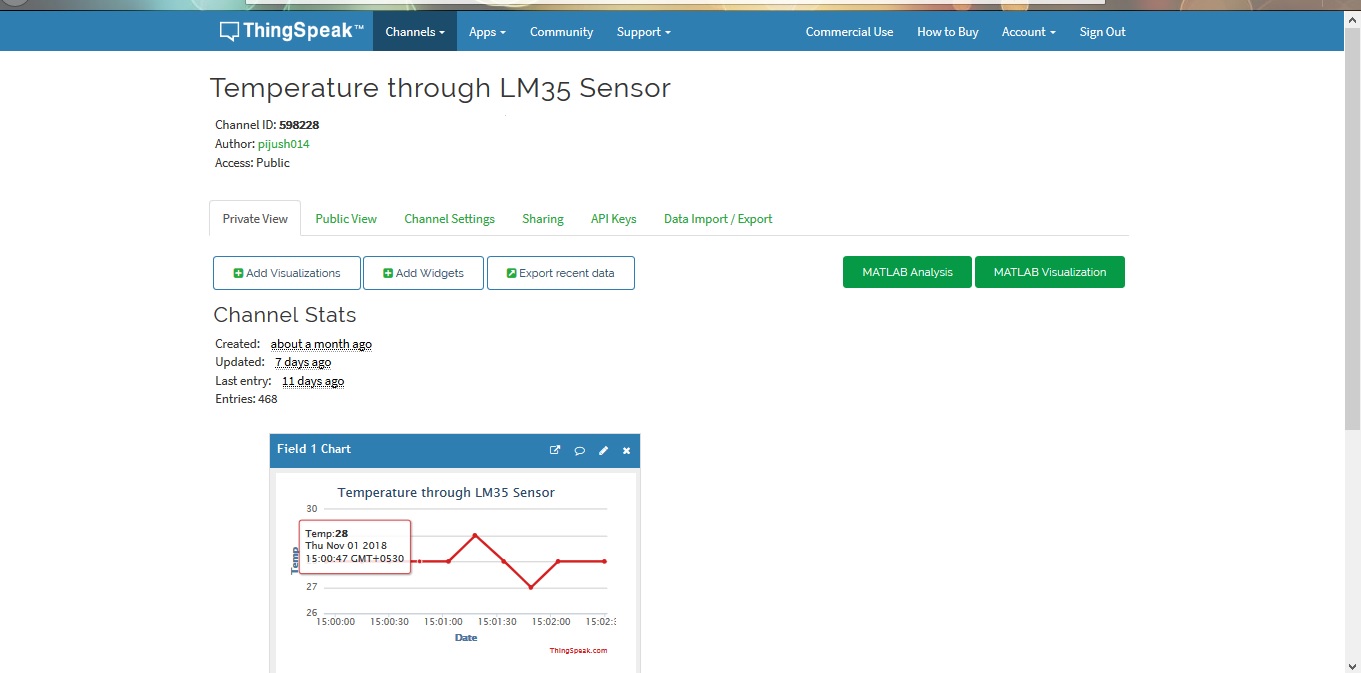 ThingSpeak™ Channels Apps Community Support Commercial Use How to Buy Account Sign Out
Temperature through LM35 Sensor
Channel ID: 598228
Author: pijush014
Access: Public
Private View Public View Channel Settings Sharing API Keys Data Import / Export
Add Visualizations Add Widgets Export recent data MATLAB Analysis MATLAB Visualization
Channel Stats
Created: about a month ago
Updated: 7 days ago
Last entry: 11 days ago
Entries: 468
Field 1 Chart
Temperature through LM35 Sensor
30
Temp:28
Thu Nov 01 2018
15:00:47 GMT+0530
Temp
27
26
15:00:00 15:00:30 15:01:00 15:01:30 15:02:00 15:02:3
Date
ThingSpeak.com